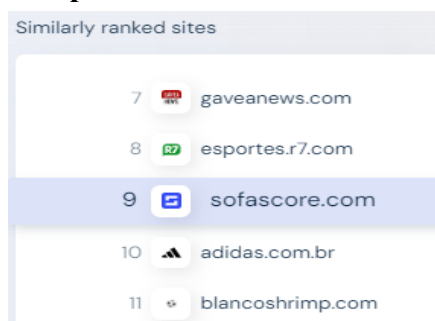 Similarly ranked sites
7 gaveanews.com
8 R7 esportes.r7.com
9 sofascore.com
10 adidas.com.br
11 blancoshrimp.com